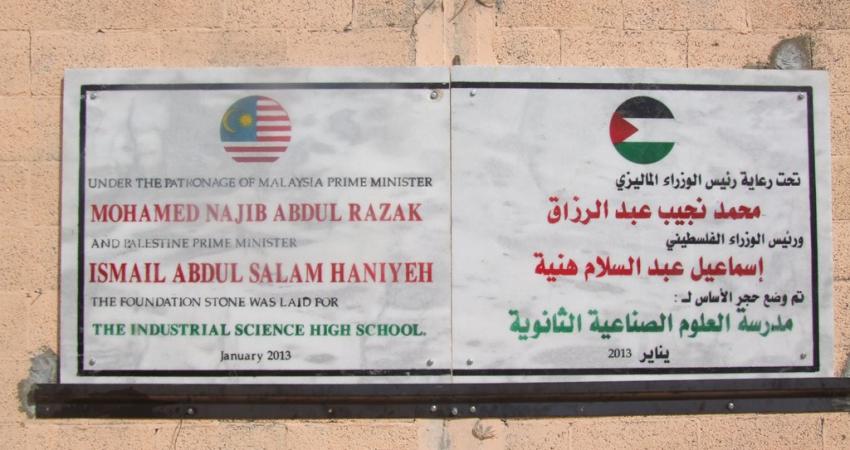 UNDER THE PATRONAGE OF MALAYSIA PRIME MINISTER
MOHAMED NAJIB ABDUL RAZAK
AND PALESTINE PRIME MINISTER
ISMAIL ABDUL SALAM HANIYEH
THE FOUNDATION STONE WAS LAID FOR
THE INDUSTRIAL SCIENCE HIGH SCHOOL.
January 2013
تحت رعاية رئيس الوزراء الماليزي
محمد نجيب عبد الرزاق
ورئيس الوزراء الفلسطيني
إسماعيل عبد السلام هنية
تم وضع حجر الأساس لـ :
مدرسة العلوم الصناعية الثانوية
يناير 2013